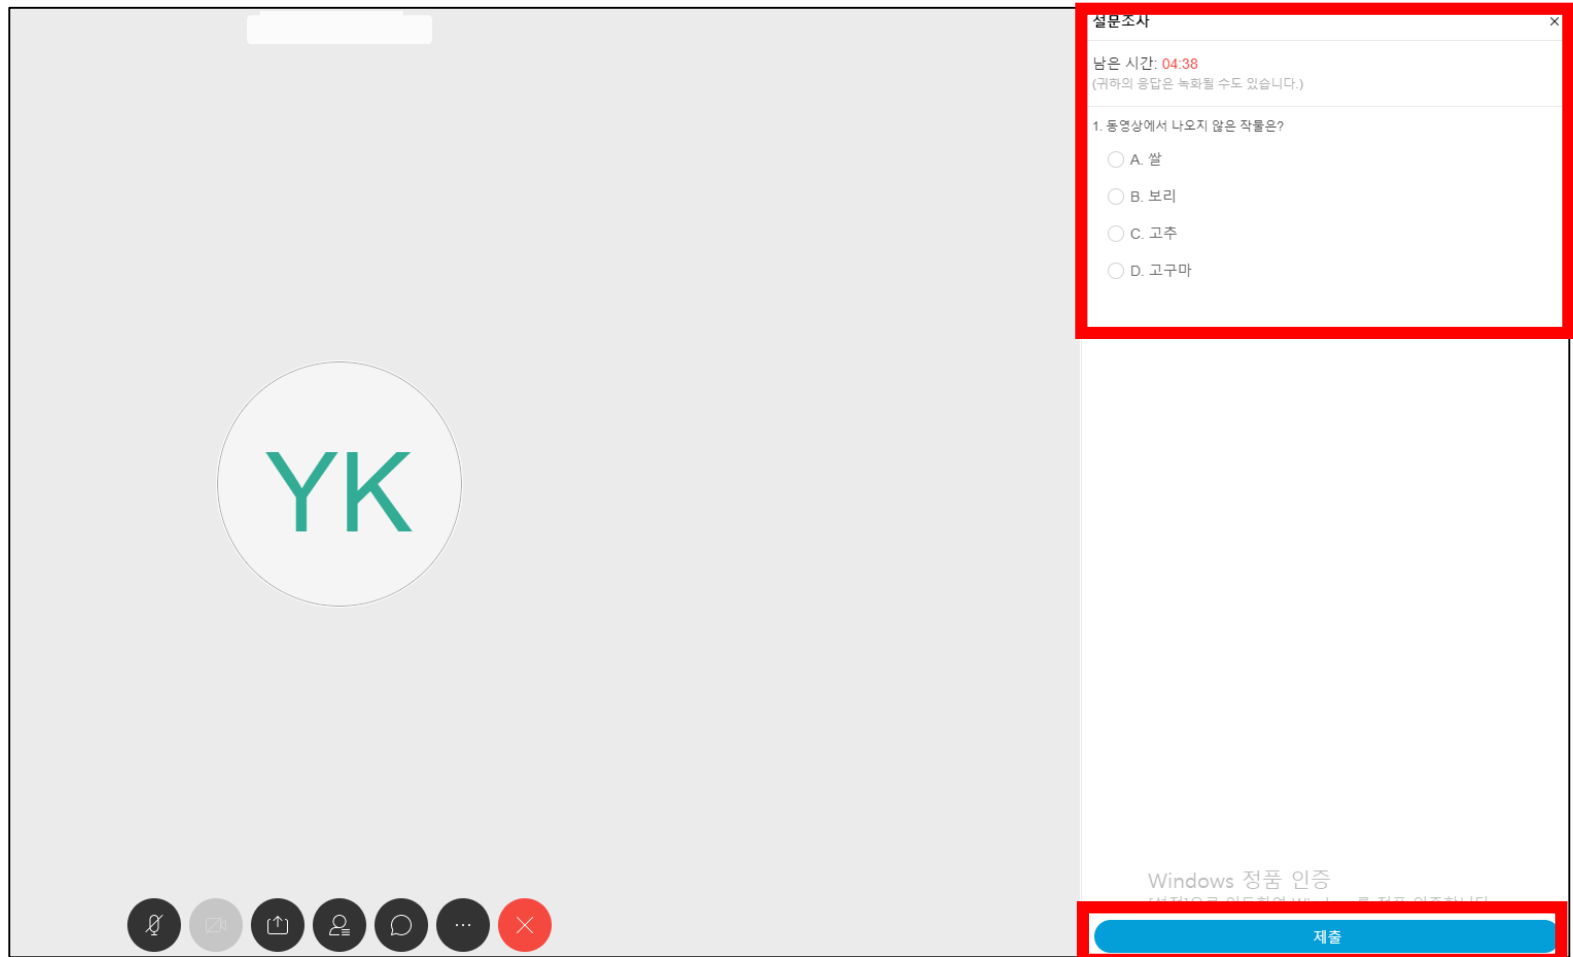 설문조사
×
남은 시간: 04:38
(귀하의 응답은 녹화될 수도 있습니다.)
1. 동영상에서 나오지 않은 작물은?
A. 쌀
B. 보리
C. 고추
D. 고구마
YK
Windows 정품 인증
제출